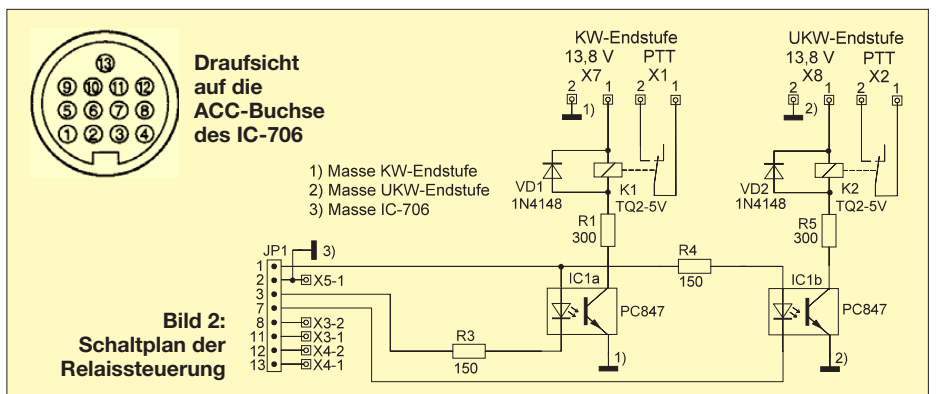 Draufsicht
auf die
ACC-Buchse
des IC-706
13
9 10 11 12
5 6 7 8
1 2 3 4
KW-Endstufe
13,8 V PTT
X7 X1
2 1 2 1
1)
UKW-Endstufe
13,8 V PTT
X8 X2
2 1 2 1
2)
1) Masse KW-Endstufe
2) Masse UKW-Endstufe
3) Masse IC-706
VD1
1N4148
K1
TQ2-5V
VD2
1N4148
K2
TQ2-5V
R1
300
R5
300
JP1
3)
1
2 X5-1
3
7
8 X3-2
11 X3-1
12 X4-2
13 X4-1
R4
150
IC1a
PC847
IC1b
PC847
R3
150
1)
2)
Bild 2:
Schaltplan der
Relaissteuerung